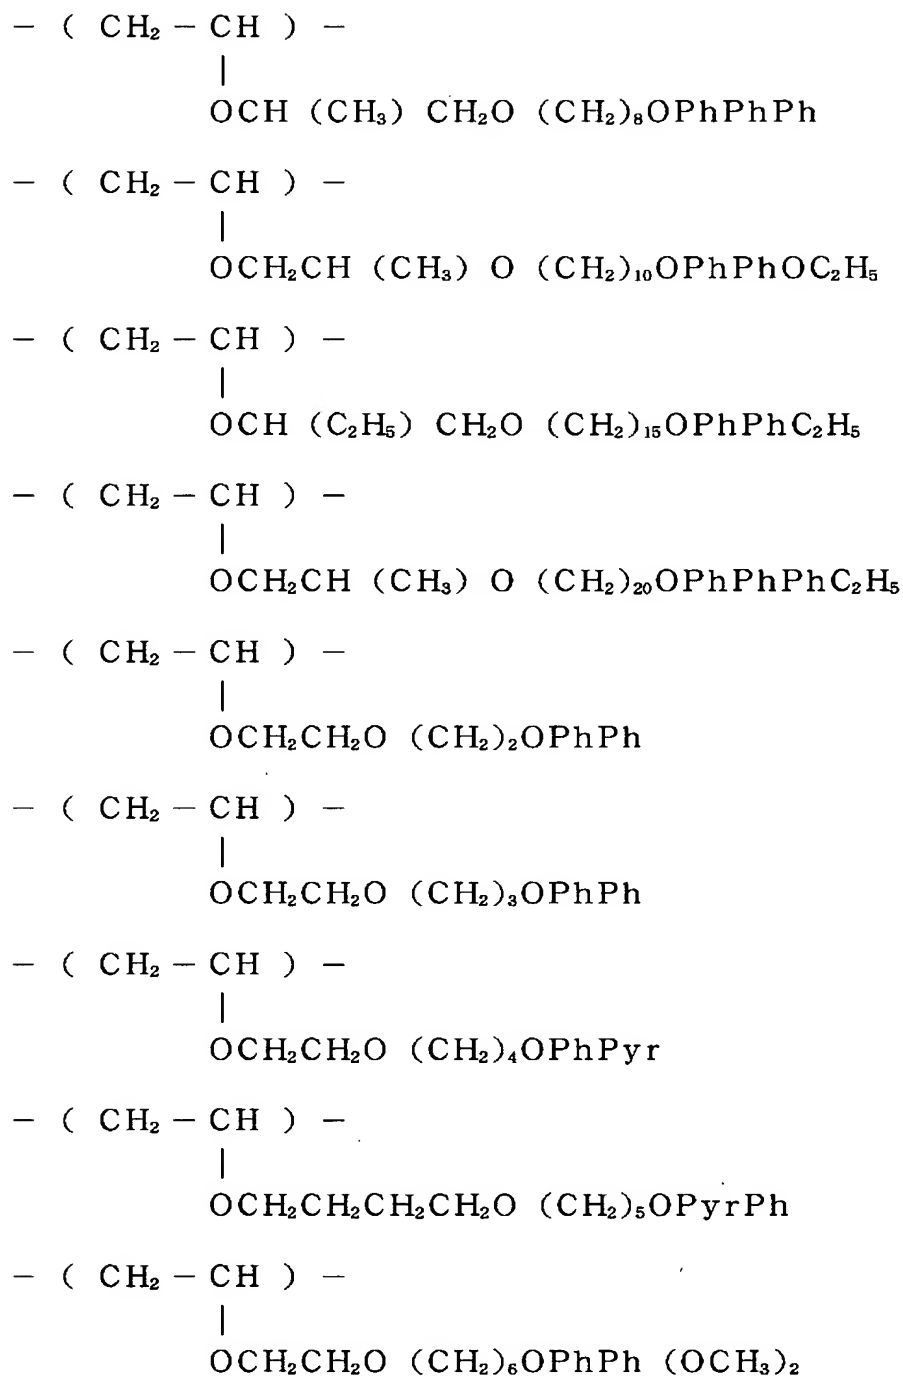 — ( CH₂ — CH ) —
|
OCH (CH₃) CH₂O (CH₂)₈OPhPhPh
— ( CH₂ — CH ) —
|
OCH₂CH (CH₃) O (CH₂)₁₀OPhPhOC₂H₅
— ( CH₂ — CH ) —
|
OCH (C₂H₅) CH₂O (CH₂)₁₅OPhPhC₂H₅
— ( CH₂ — CH ) —
|
OCH₂CH (CH₃) O (CH₂)₂₀OPhPhPhC₂H₅
— ( CH₂ — CH ) —
|
OCH₂CH₂O (CH₂)₂OPhPh
— ( CH₂ — CH ) —
|
OCH₂CH₂O (CH₂)₃OPhPh
— ( CH₂ — CH ) —
|
OCH₂CH₂O (CH₂)₄OPhPyr
— ( CH₂ — CH ) —
|
OCH₂CH₂CH₂CH₂O (CH₂)₅OPyrPh
— ( CH₂ — CH ) —
|
OCH₂CH₂O (CH₂)₆OPhPh (OCH₃)₂